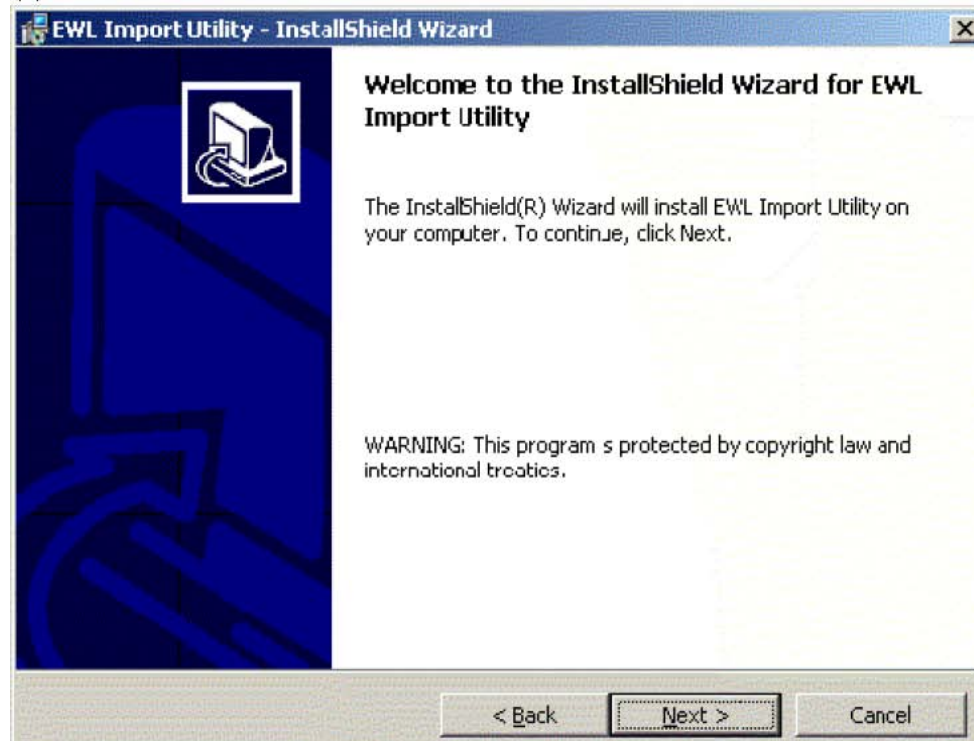 EWL Import Utility - InstallShield Wizard
Welcome to the InstallShield Wizard for EWL
Import Utility
The InstallShield(R) Wizard will install EWL Import Utility on
your computer. To continue, click Next.
WARNING: This program s protected by copyright law and
international treaties.
< Back
Next >
Cancel